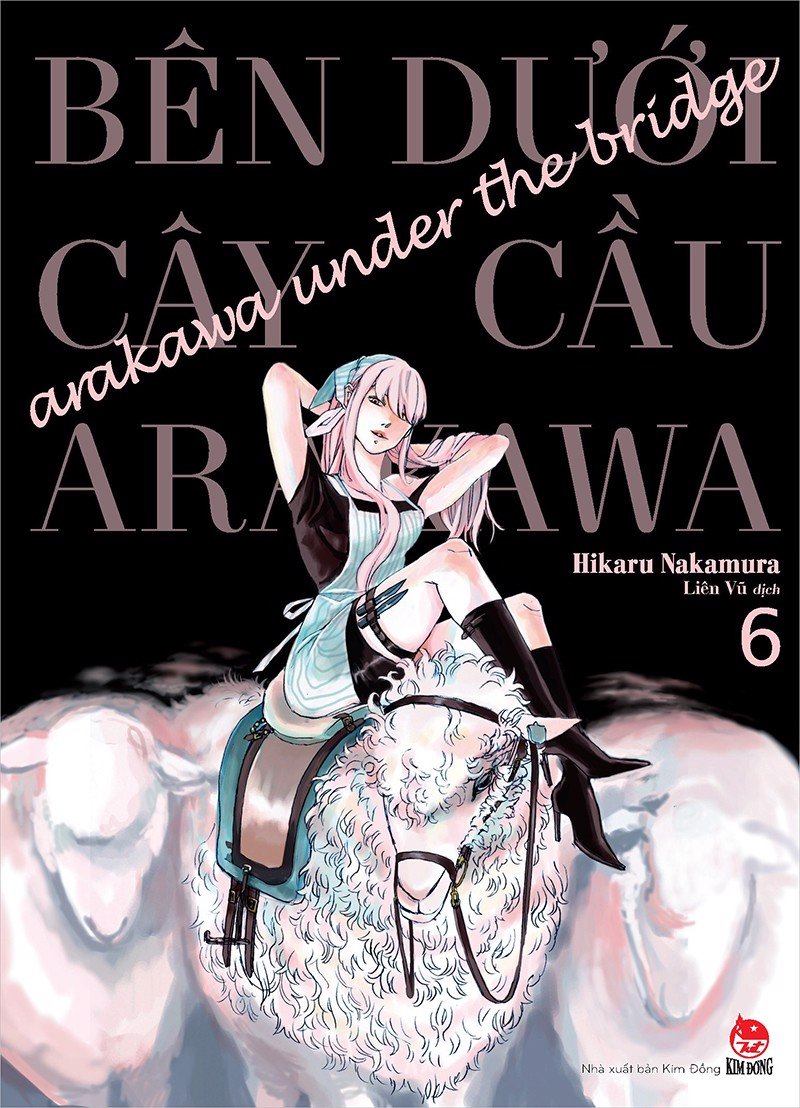 BÊN DƯỚI
CÂY CẦU
ARAKAWA
arakawa under the bridge
Hikaru Nakamura
Liên Vũ dịch
6
Nhà xuất bản Kim Đồng
KIM ĐỒNG